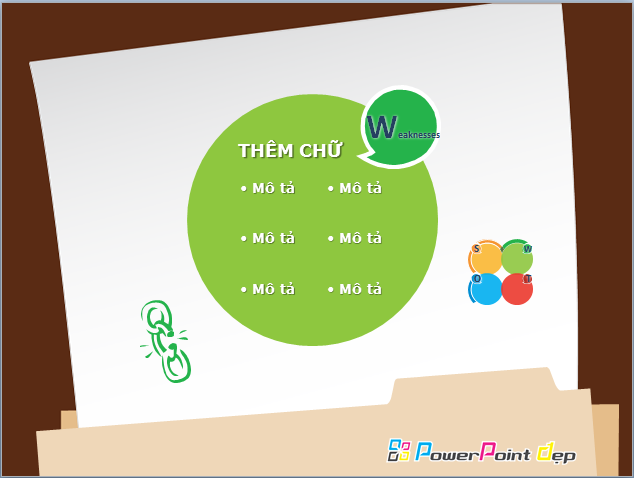 Weaknesses
THÊM CHỮ
• Mô tả • Mô tả
• Mô tả • Mô tả
• Mô tả • Mô tả
S W
O T
PowerPoint đẹp